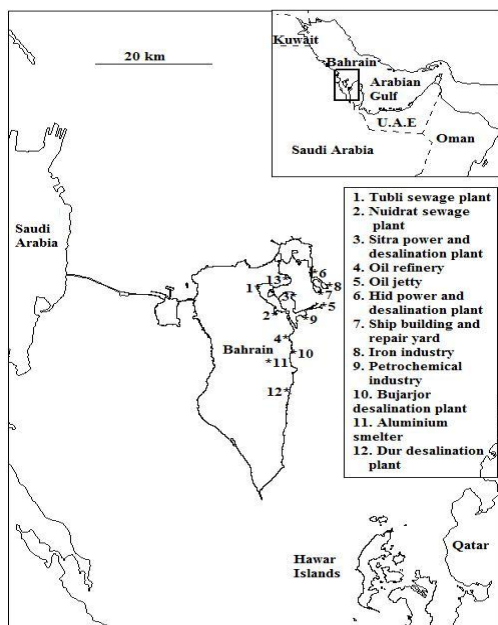 Kuwait
Bahrain
Arabian
Gulf
U.A.E
Oman
Saudi Arabia
20 km
Saudi
Arabia
1. Tubli sewage plant
2. Nuidrat sewage
plant
3. Sitra power and
desalination plant
4. Oil refinery
5. Oil jetty
6. Hid power and
desalination plant
7. Ship building and
repair yard
8. Iron industry
9. Petrochemical
industry
10. Bujarjor
desalination plant
11. Aluminium
smelter
12. Dur desalination
plant
*6
13*
1*
*8
3*
7
*5
2*
*9
4*
Bahrain
*10
*11
12*
Hawar
Islands
Qatar